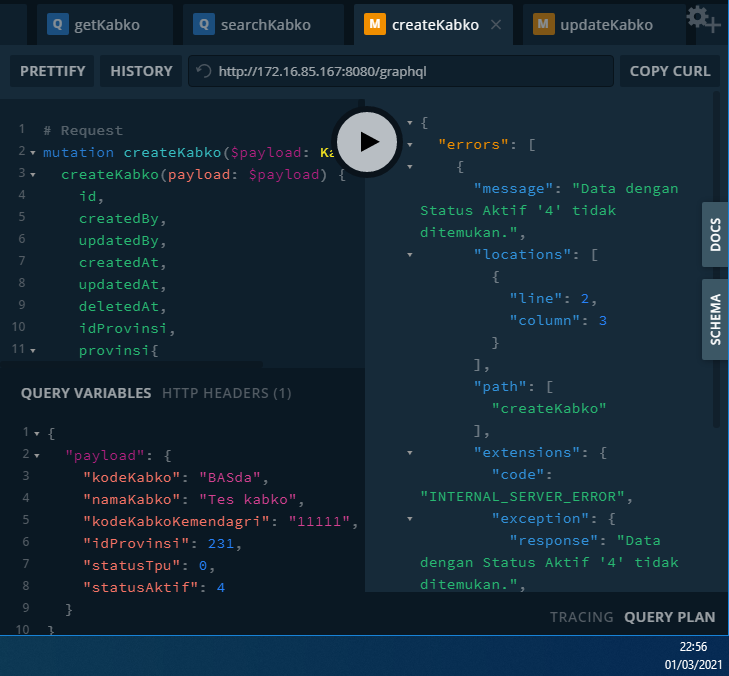 Q getKabko
Q searchKabko
M createKabko
M updateKabko
PRETTIFY
HISTORY
http://172.16.85.167:8080/graphql
COPY CURL
1 # Request
2 mutation createKabko($payload:
3 createKabko(payload: $payload) {
4 id,
5 createdBy,
6 updatedBy,
7 createdAt,
8 updatedAt,
9 deletedAt,
10 idProvinsi,
11 provinsi{
QUERY VARIABLES HTTP HEADERS (1)
1 {
2 "payload": {
3 "kodeKabko": "BASda",
4 "namaKabko": "Tes kabko",
5 "kodeKabkoKemendagri": "11111",
6 "idProvinsi": 231,
7 "statusTpu": 0,
8 "statusAktif": 4
9 }
10 }
{
"errors": [
{
"message": "Data dengan
Status Aktif '4' tidak
ditemukan.",
"locations": [
{
"line": 2,
"column": 3
}
],
"path": [
"createKabko"
],
"extensions": {
"code":
"INTERNAL_SERVER_ERROR",
"exception": {
"response": "Data
dengan Status Aktif '4' tidak
ditemukan.",
DOCS
SCHEMA
TRACING QUERY PLAN
22:56
01/03/2021